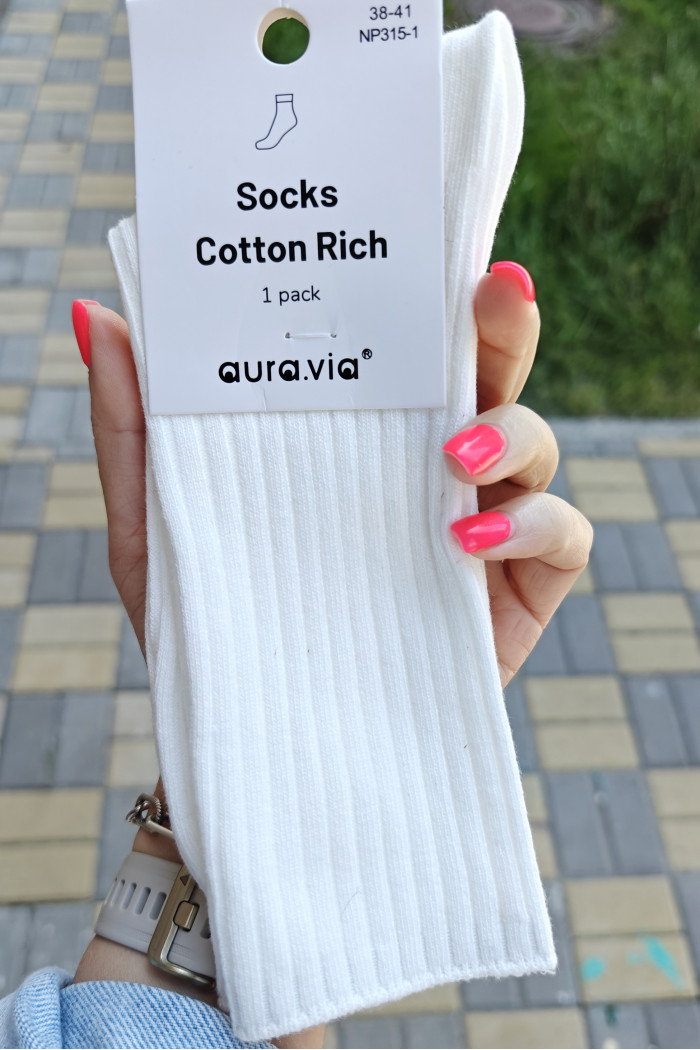 38-41
NP315-1
Socks
Cotton Rich
1 pack
aura.via®